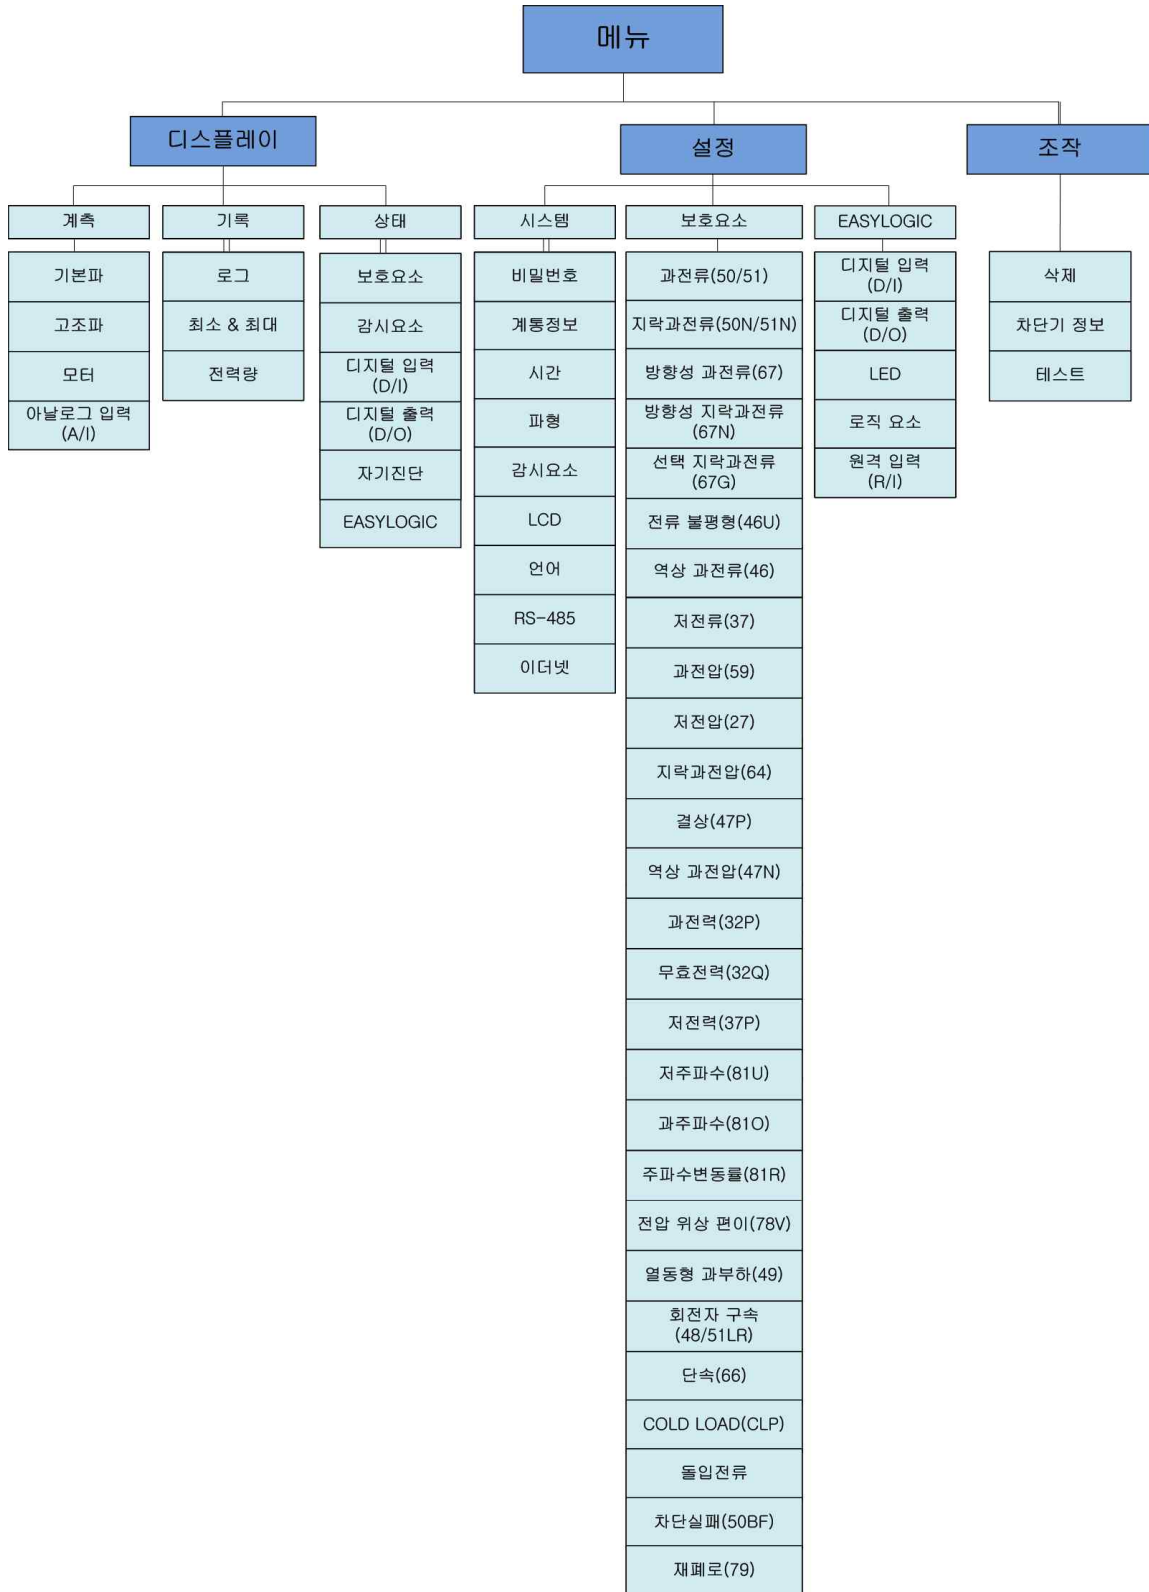 메뉴
디스플레이
설정
조작
계측
기록
상태
시스템
보호요소
EASYLOGIC
기본파
고조파
모터
아날로그 입력
(A/I)
로그
최소 & 최대
전력량
보호요소
감시요소
디지털 입력
(D/I)
디지털 출력
(D/O)
자기진단
EASYLOGIC
비밀번호
계통정보
시간
파형
감시요소
LCD
언어
RS-485
이더넷
과전류(50/51)
지락과전류(50N/51N)
방향성 과전류(67)
방향성 지락과전류
(67N)
선택 지락과전류
(67G)
전류 불평형(46U)
역상 과전류(46)
저전류(37)
과전압(59)
저전압(27)
지락과전압(64)
결상(47P)
역상 과전압(47N)
과전력(32P)
무효전력(32Q)
저전력(37P)
저주파수(81U)
과주파수(81O)
주파수변동률(81R)
전압 위상 편이(78V)
열동형 과부하(49)
회전자 구속
(48/51LR)
단속(66)
COLD LOAD(CLP)
돌입전류
차단실패(50BF)
재폐로(79)
디지털 입력
(D/I)
디지털 출력
(D/O)
LED
로직 요소
원격 입력
(R/I)
삭제
차단기 정보
테스트